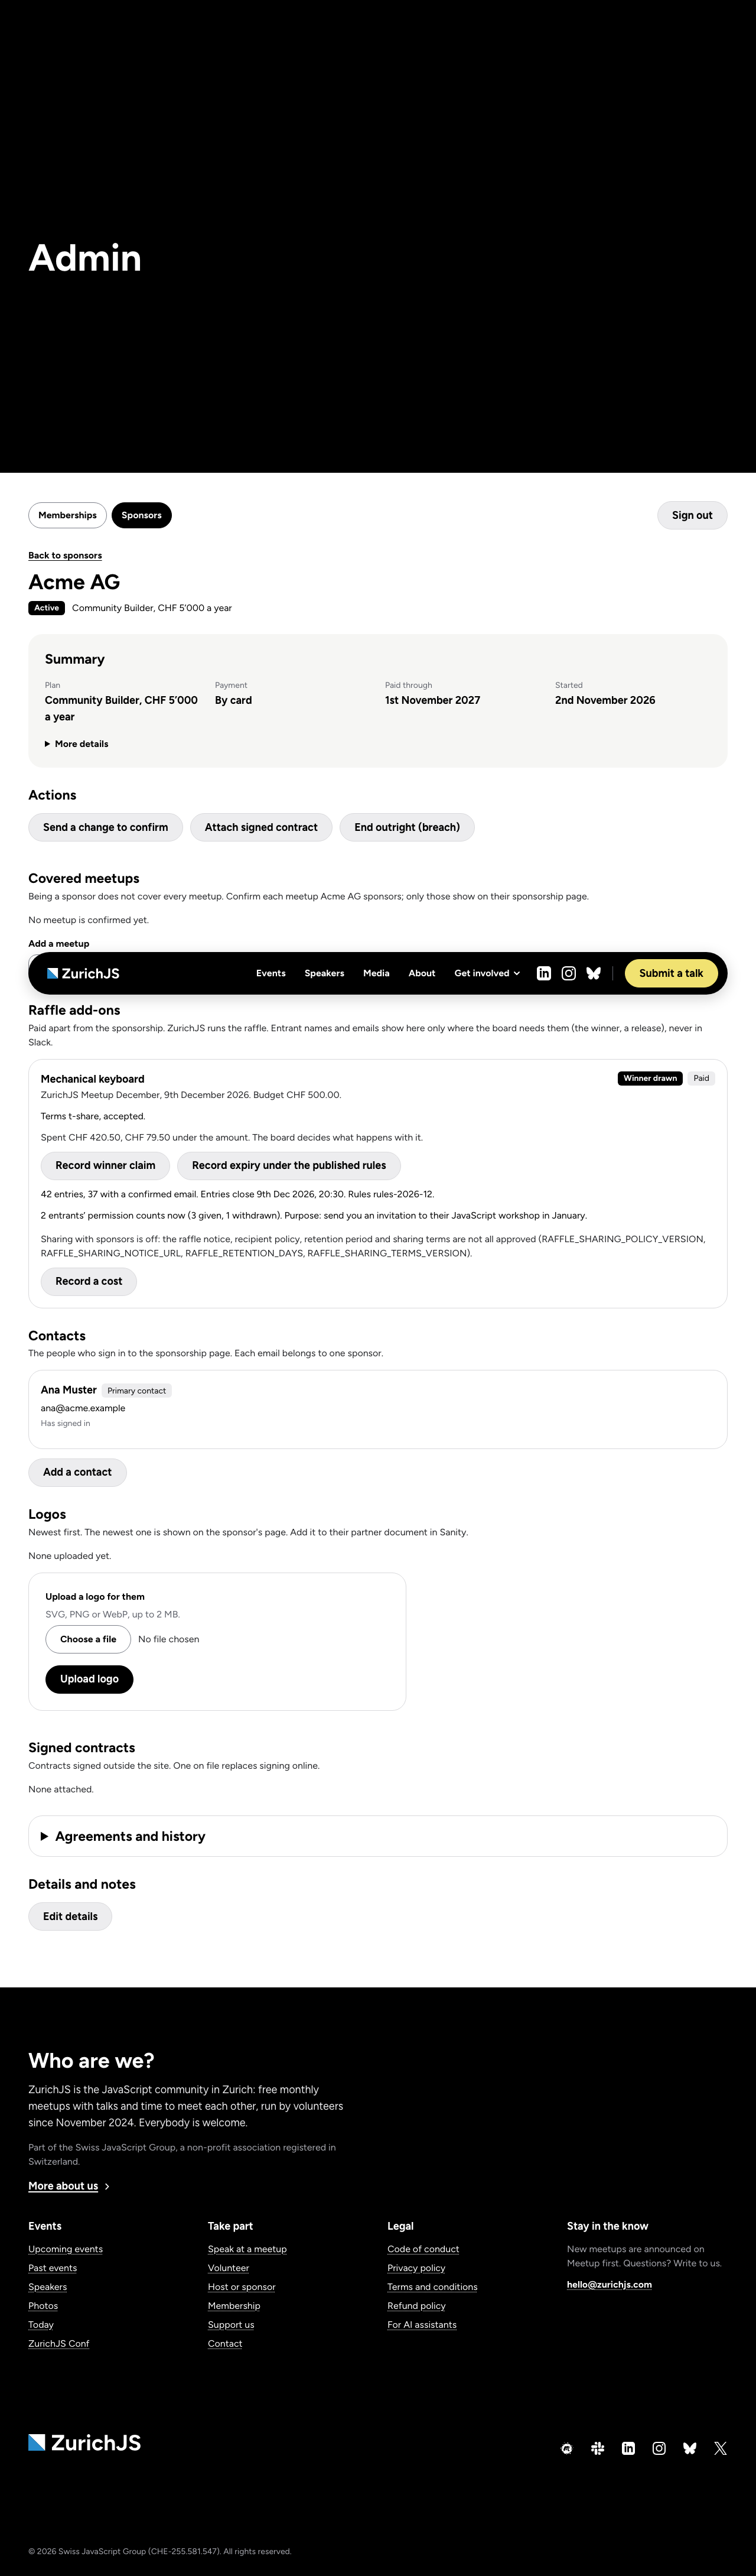 Admin
Memberships
Sponsors
Sign out
Back to sponsors
Acme AG
Active
Community Builder, CHF 5’000 a year
Summary
Plan
Community Builder, CHF 5’000
a year
Payment
By card
Paid through
1st November 2027
Started
2nd November 2026
More details
Actions
Send a change to confirm
Attach signed contract
End outright (breach)
Covered meetups
Being a sponsor does not cover every meetup. Confirm each meetup Acme AG sponsors; only those show on their sponsorship page.
No meetup is confirmed yet.
Add a meetup
ZurichJS
Events
Speakers
Media
About
Get involved
Submit a talk
Raffle add-ons
Paid apart from the sponsorship. ZurichJS runs the raffle. Entrant names and emails show here only where the board needs them (the winner, a release), never in
Slack.
Mechanical keyboard
Winner drawn
Paid
ZurichJS Meetup December, 9th December 2026. Budget CHF 500.00.
Terms t-share, accepted.
Spent CHF 420.50, CHF 79.50 under the amount. The board decides what happens with it.
Record winner claim
Record expiry under the published rules
42 entries, 37 with a confirmed email. Entries close 9th Dec 2026, 20:30. Rules rules-2026-12.
2 entrants’ permission counts now (3 given, 1 withdrawn). Purpose: send you an invitation to their JavaScript workshop in January.
Sharing with sponsors is off: the raffle notice, recipient policy, retention period and sharing terms are not all approved (RAFFLE_SHARING_POLICY_VERSION,
RAFFLE_SHARING_NOTICE_URL, RAFFLE_RETENTION_DAYS, RAFFLE_SHARING_TERMS_VERSION).
Record a cost
Contacts
The people who sign in to the sponsorship page. Each email belongs to one sponsor.
Ana Muster
Primary contact
ana@acme.example
Has signed in
Add a contact
Logos
Newest first. The newest one is shown on the sponsor's page. Add it to their partner document in Sanity.
None uploaded yet.
Upload a logo for them
SVG, PNG or WebP, up to 2 MB.
Choose a file
No file chosen
Upload logo
Signed contracts
Contracts signed outside the site. One on file replaces signing online.
None attached.
Agreements and history
Details and notes
Edit details
Who are we?
ZurichJS is the JavaScript community in Zurich: free monthly
meetups with talks and time to meet each other, run by volunteers
since November 2024. Everybody is welcome.
Part of the Swiss JavaScript Group, a non-profit association registered in
Switzerland.
More about us
Events
Upcoming events
Past events
Speakers
Photos
Today
ZurichJS Conf
Take part
Speak at a meetup
Volunteer
Host or sponsor
Membership
Support us
Contact
Legal
Code of conduct
Privacy policy
Terms and conditions
Refund policy
For AI assistants
Stay in the know
New meetups are announced on
Meetup first. Questions? Write to us.
hello@zurichjs.com
ZurichJS
© 2026 Swiss JavaScript Group (CHE-255.581.547). All rights reserved.